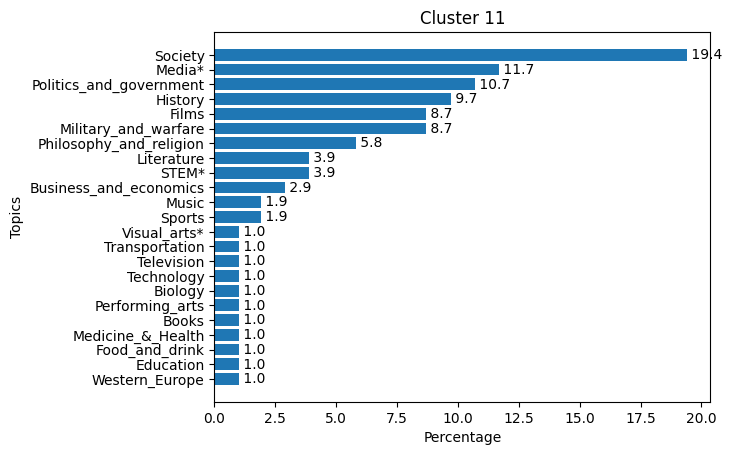 Cluster 11
Society 19.4
Media* 11.7
Politics_and_government 10.7
History 9.7
Films 8.7
Military_and_warfare 8.7
Philosophy_and_religion 5.8
Literature 3.9
STEM* 3.9
Business_and_economics 2.9
Music 1.9
Sports 1.9
Visual_arts* 1.0
Transportation 1.0
Television 1.0
Technology 1.0
Biology 1.0
Performing_arts 1.0
Books 1.0
Medicine_&_Health 1.0
Food_and_drink 1.0
Education 1.0
Western_Europe 1.0
Topics
0.0 2.5 5.0 7.5 10.0 12.5 15.0 17.5 20.0
Percentage